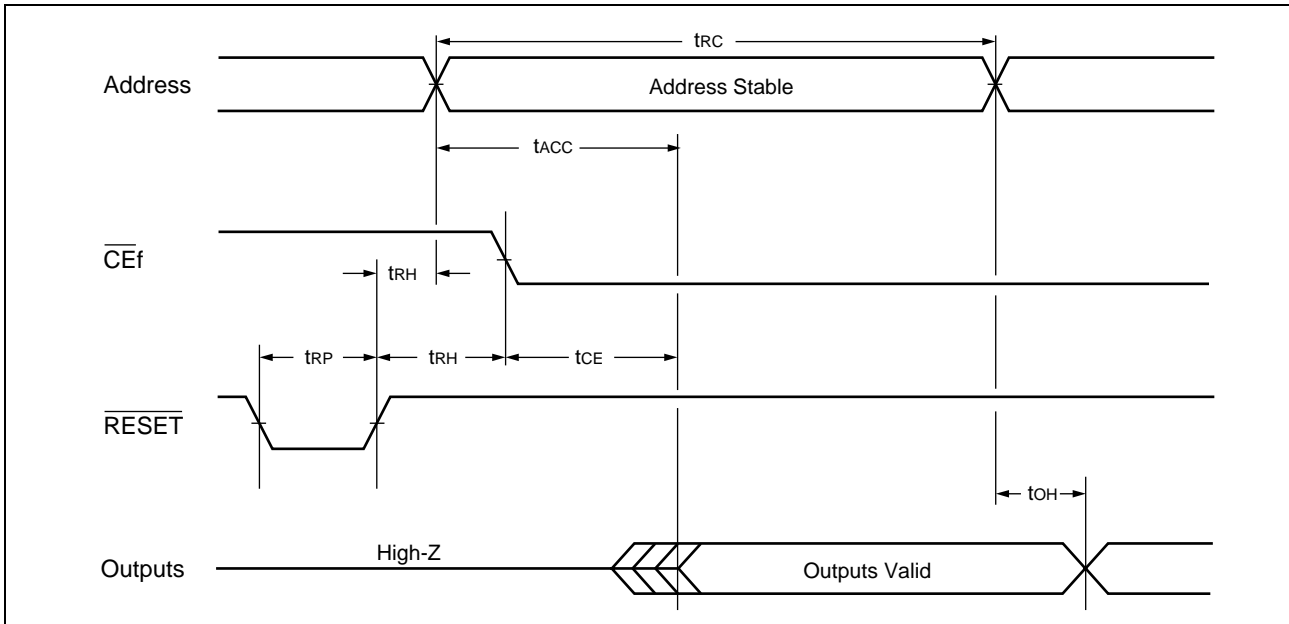 tRC
Address
Address Stable
tACC
CEf
tRH
tRP
tRH
tCE
RESET
tOH
High-Z
Outputs
Outputs Valid